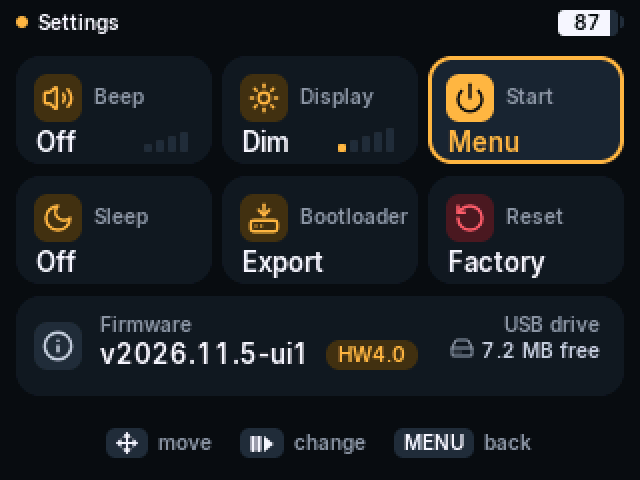 Settings
87
Beep
Off
Display
Dim
Start
Menu
Sleep
Off
Bootloader
Export
Reset
Factory
Firmware
v2026.11.5-ui1
HW4.0
USB drive
7.2 MB free
move
change
MENU back